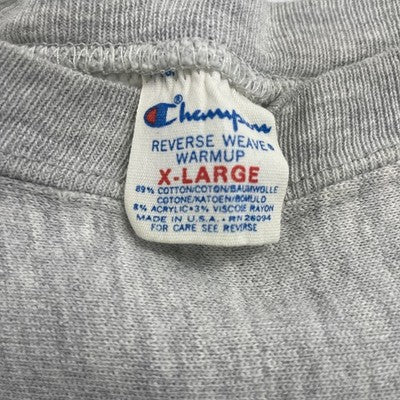 Champion
REVERSE WEAVE®
WARMUP
X-LARGE
89% COTTON/COTON/BAUMWOLLE
COTONE/KATOEN/BOMULD
8% ACRYLIC • 3% VISCOSE RAYON
MADE IN U.S.A. • RN 26094
FOR CARE SEE REVERSE